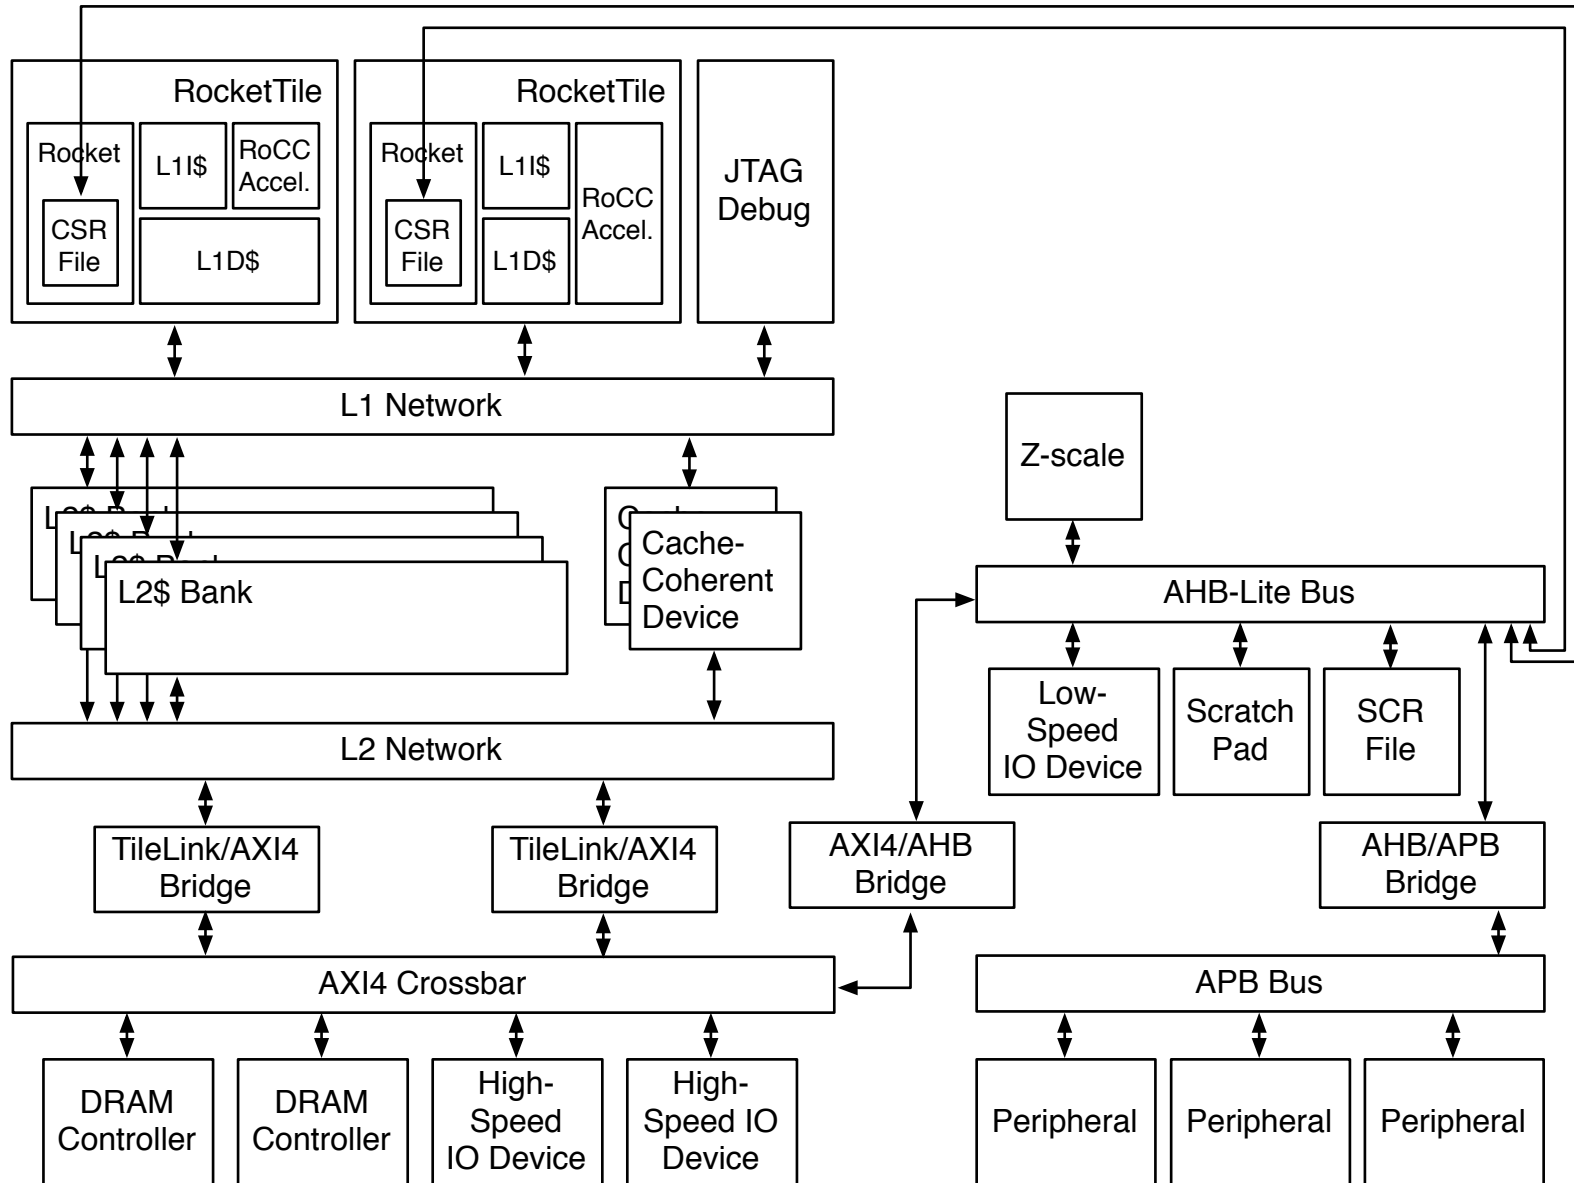 RocketTile
RocketTile
Rocket
L1I$
RoCC
Accel.
CSR
File
L1D$
Rocket
L1I$
RoCC
Accel.
CSR
File
L1D$
JTAG
Debug
L1 Network
Z-scale
L2$ Bank
Cache-
Coherent
Device
AHB-Lite Bus
Low-
Speed
IO Device
Scratch
Pad
SCR
File
L2 Network
TileLink/AXI4
Bridge
TileLink/AXI4
Bridge
AXI4/AHB
Bridge
AHB/APB
Bridge
AXI4 Crossbar
APB Bus
DRAM
Controller
DRAM
Controller
High-
Speed
IO Device
High-
Speed IO
Device
Peripheral
Peripheral
Peripheral